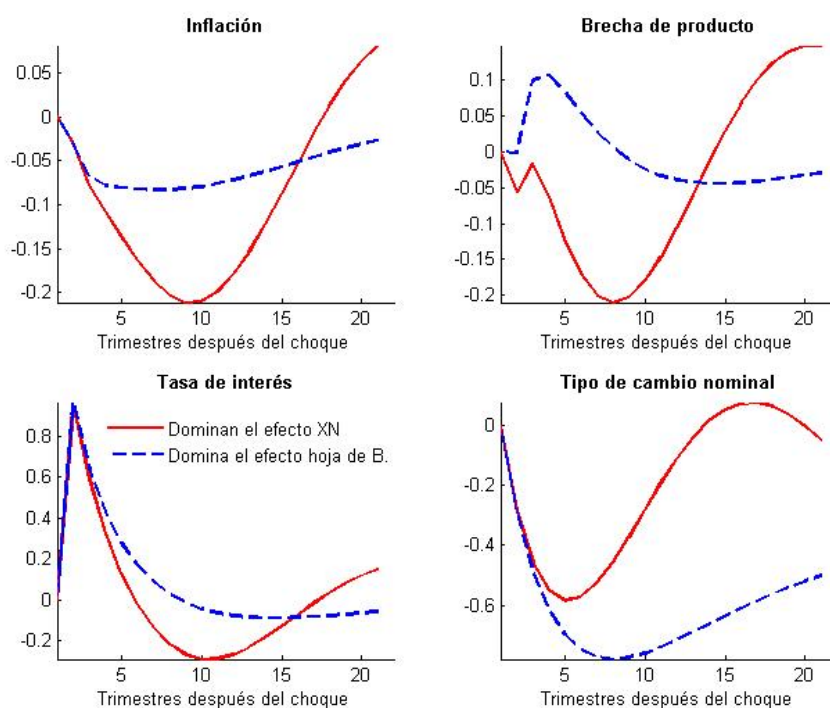 Inflación
0.05
0
-0.05
-0.1
-0.15
-0.2
5 10 15 20
Trimestres después del choque
Brecha de producto
0.1
0.05
0
-0.05
-0.1
-0.15
-0.2
5 10 15 20
Trimestres después del choque
Tasa de interés
0.8
0.6
0.4
0.2
0
-0.2
Dominan el efecto XN
Domina el efecto hoja de B.
5 10 15 20
Trimestres después del choque
Tipo de cambio nominal
0
-0.2
-0.4
-0.6
5 10 15 20
Trimestres después del choque